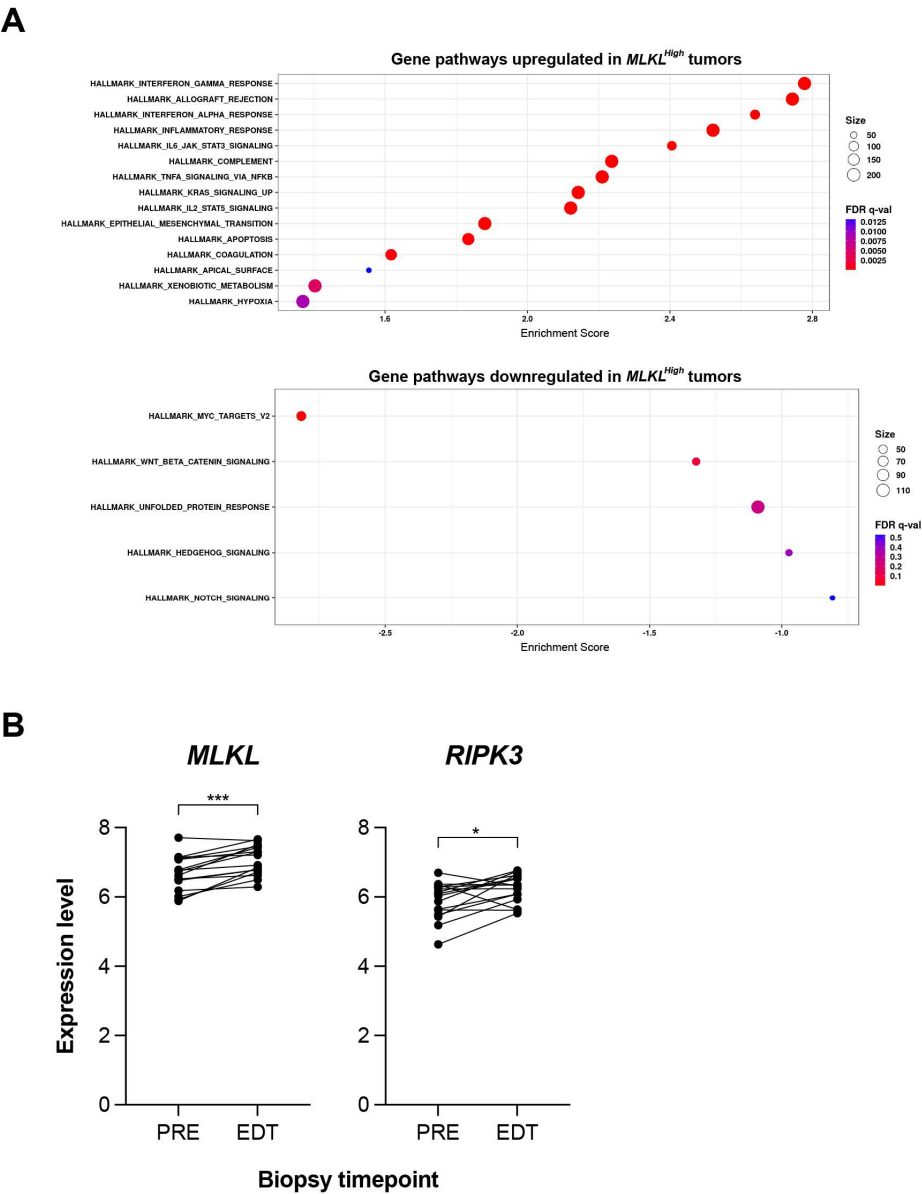 A
Gene pathways upregulated in MLKL^High tumors
HALLMARK_INTERFERON_GAMMA_RESPONSE
HALLMARK_ALLOGRAFT_REJECTION
HALLMARK_INTERFERON_ALPHA_RESPONSE
HALLMARK_INFLAMMATORY_RESPONSE
HALLMARK_IL6_JAK_STAT3_SIGNALING
HALLMARK_COMPLEMENT
HALLMARK_TNFA_SIGNALING_VIA_NFKB
HALLMARK_KRAS_SIGNALING_UP
HALLMARK_IL2_STAT5_SIGNALING
HALLMARK_EPITHELIAL_MESENCHYMAL_TRANSITION
HALLMARK_APOPTOSIS
HALLMARK_COAGULATION
HALLMARK_APICAL_SURFACE
HALLMARK_XENOBIOTIC_METABOLISM
HALLMARK_HYPOXIA
1.6 2.0 2.4 2.8
Enrichment Score
Size
50
100
150
200
FDR q-val
0.0125
0.0100
0.0075
0.0050
0.0025
Gene pathways downregulated in MLKL^High tumors
HALLMARK_MYC_TARGETS_V2
HALLMARK_WNT_BETA_CATENIN_SIGNALING
HALLMARK_UNFOLDED_PROTEIN_RESPONSE
HALLMARK_HEDGEHOG_SIGNALING
HALLMARK_NOTCH_SIGNALING
-2.5 -2.0 -1.5 -1.0
Enrichment Score
Size
50
70
90
110
FDR q-val
0.5
0.4
0.3
0.2
0.1
B
MLKL
***
Expression level
8
6
4
2
0
PRE EDT
RIPK3
*
8
6
4
2
0
PRE EDT
Biopsy timepoint